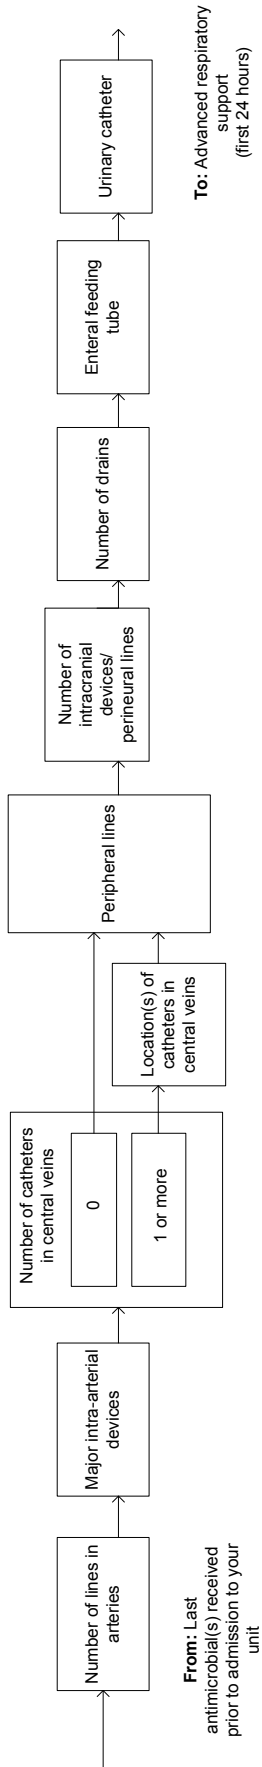 From: Last
antimicrobial(s) received
prior to admission to your
unit
Number of lines in
arteries
Major intra-arterial
devices
Number of catheters
in central veins
0
1 or more
Location(s) of
catheters in
central veins
Peripheral lines
Number of
intracranial
devices/
perineural lines
Number of drains
Enteral feeding
tube
Urinary catheter
To: Advanced respiratory
support
(first 24 hours)